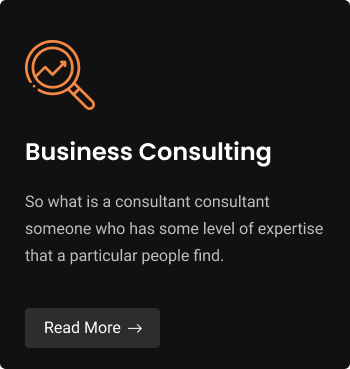 Business Consulting
So what is a consultant consultant
someone who has some level of expertise
that a particular people find.
Read More →